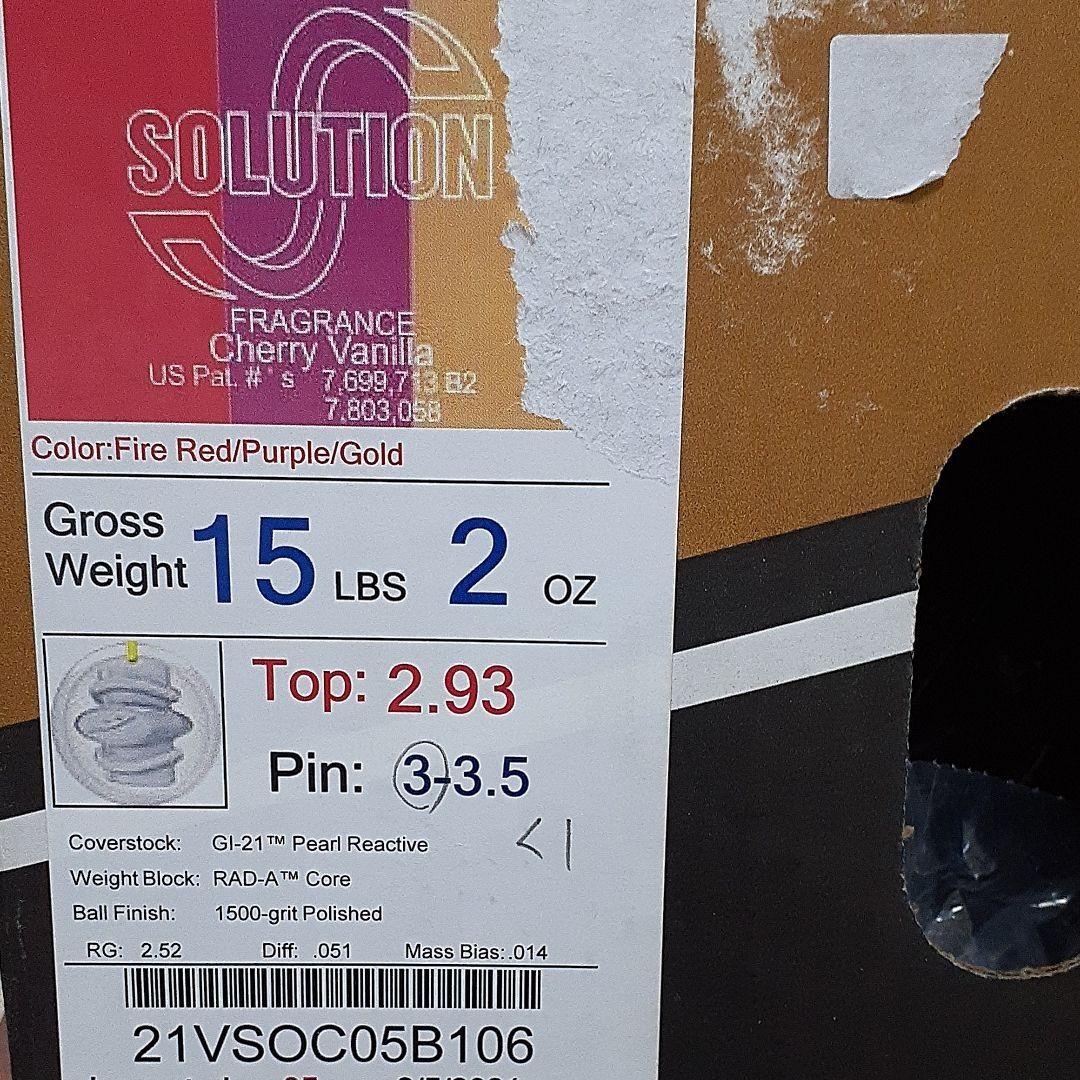 SOLUTION
FRAGRANCE
Cherry Vanilla
US Pat. # ' s 7,699,713 B2
7,803,058
Color:Fire Red/Purple/Gold
Gross Weight 15 LBS 2 OZ
Top: 2.93
Pin: 3-3.5
<1
Coverstock: GI-21™ Pearl Reactive
Weight Block: RAD-A™ Core
Ball Finish: 1500-grit Polished
RG: 2.52 Diff: .051 Mass Bias:.014
21VSOC05B106